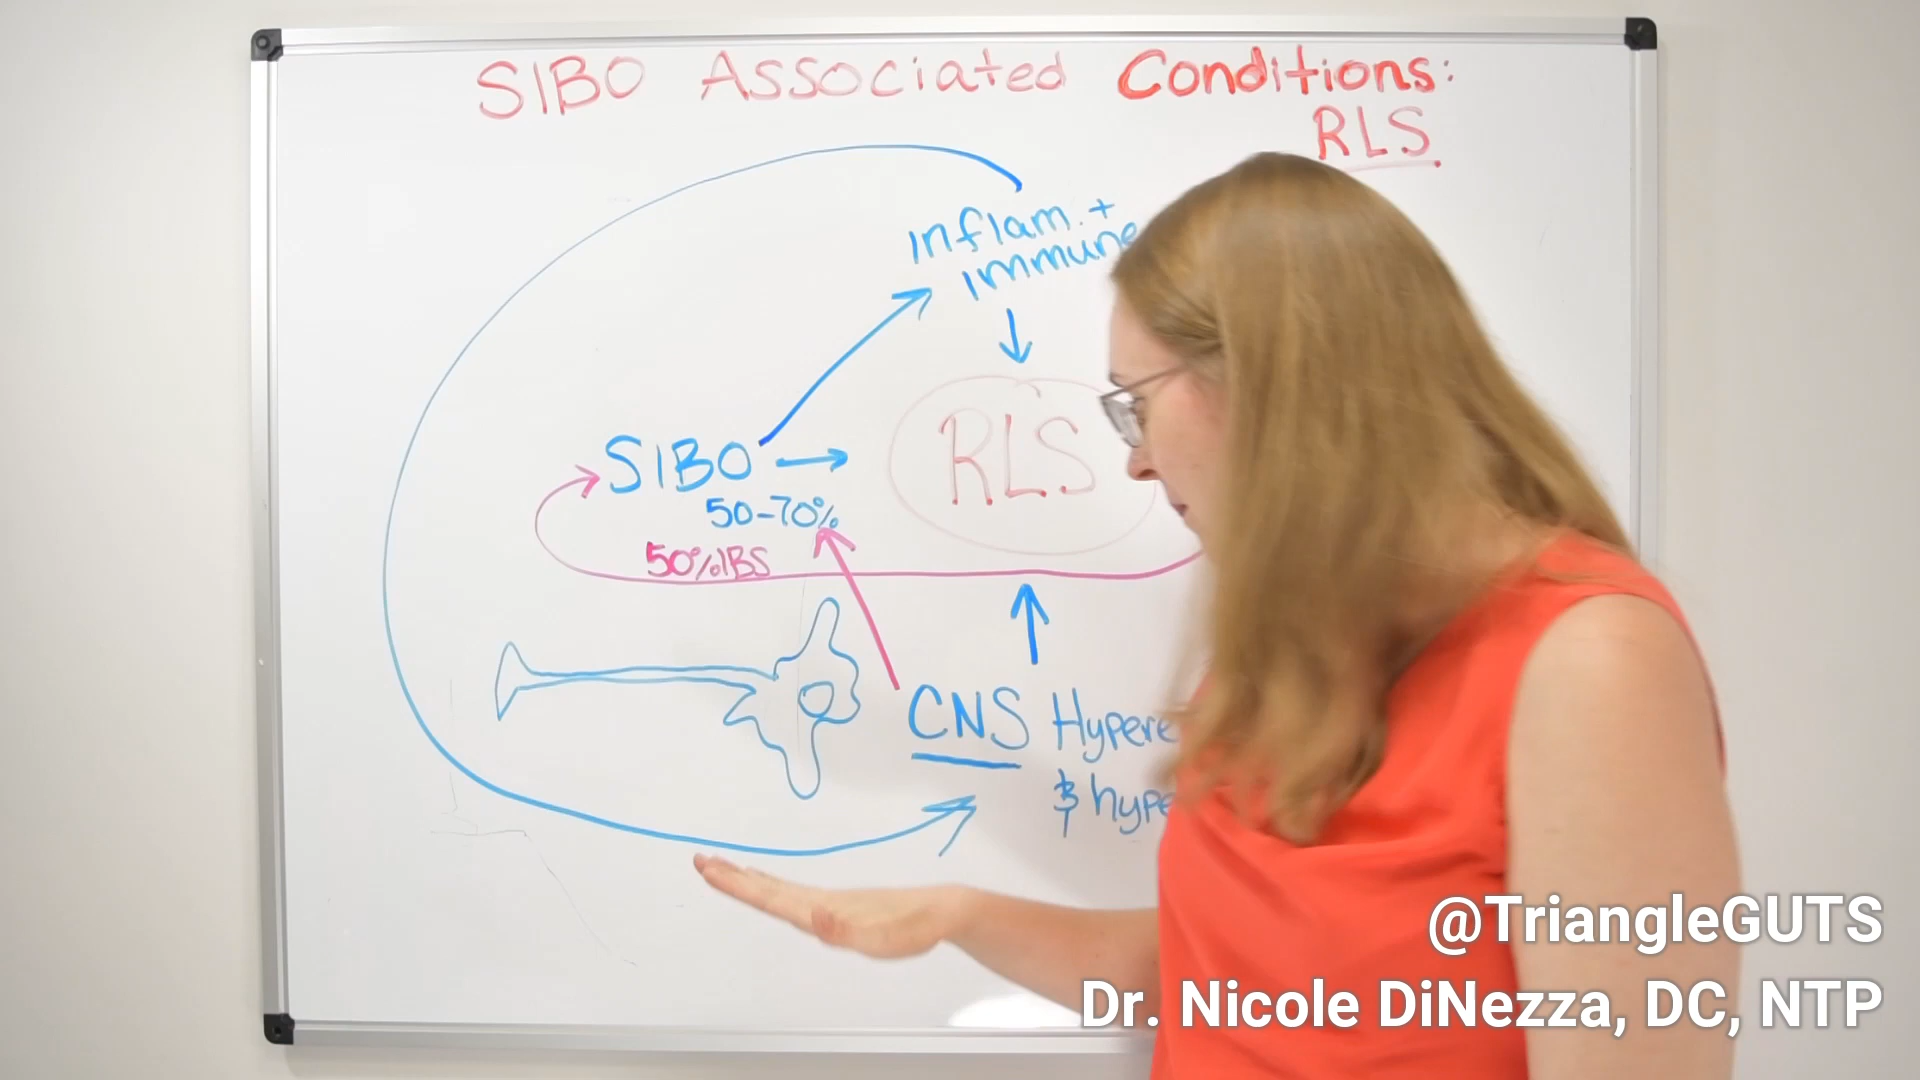 SIBO Associated Conditions:
RLS
inflam. +
immune
SIBO
RLS
50-70%
50% IBS
CNS
@TriangleGUTS
Dr. Nicole DiNezza, DC, NTP